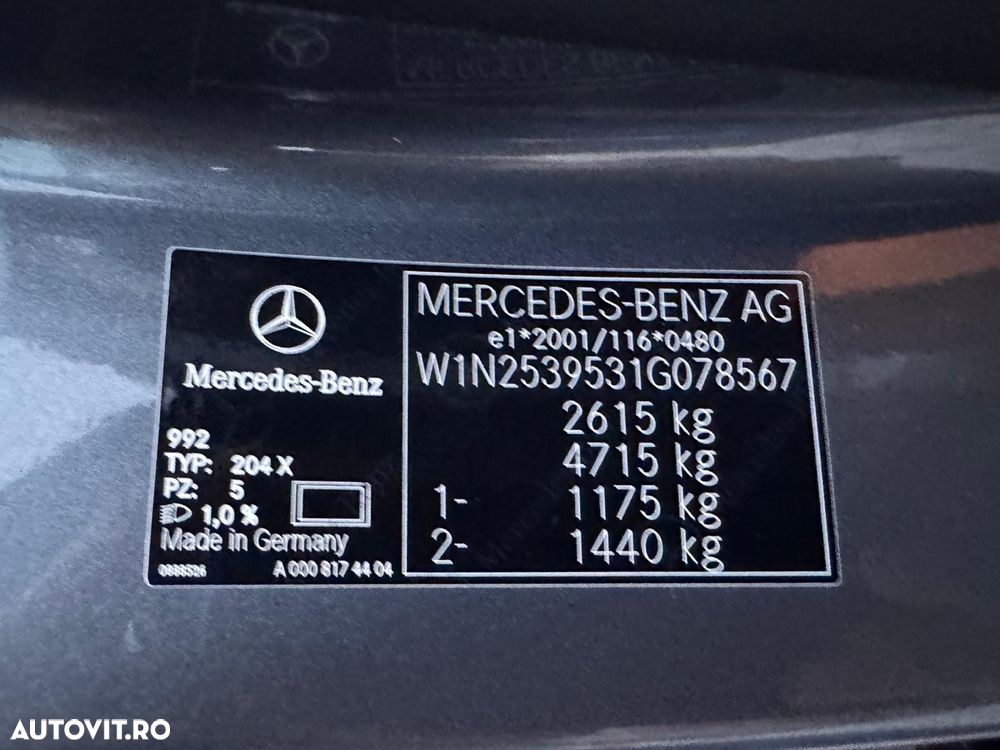 Mercedes-Benz
992
TYP: 204 X
PZ: 5
1,0 %
Made in Germany
A 000 817 44 04
MERCEDES-BENZ AG
e1*2001/116*0480
W1N2539531G078567
2615 kg
4715 kg
1- 1175 kg
2- 1440 kg
AUTOVIT.RO